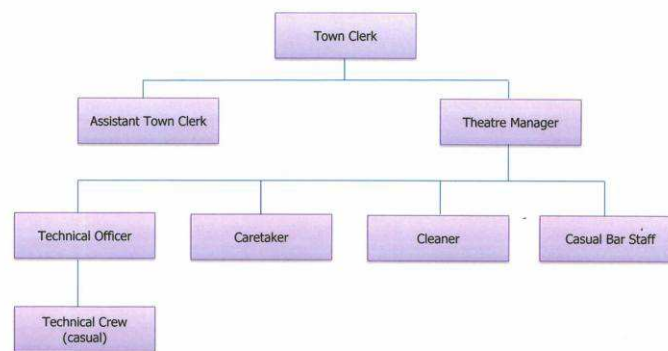 Town Clerk
Assistant Town Clerk
Theatre Manager
Technical Officer
Caretaker
Cleaner
Casual Bar Staff
Technical Crew
(casual)